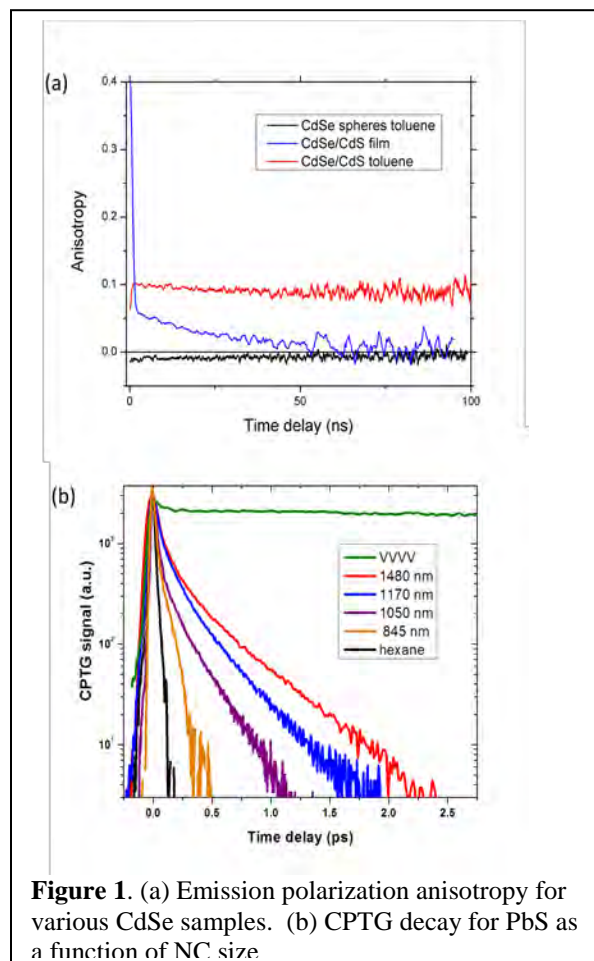 (a)
0.4
0.3
0.2
0.1
0.0
Anisotropy
CdSe spheres toluene
CdSe/CdS film
CdSe/CdS toluene
0
50
100
Time delay (ns)
(b)
10³
10²
10¹
CPTG signal (a.u.)
VVVV
1480 nm
1170 nm
1050 nm
845 nm
hexane
0.0
0.5
1.0
1.5
2.0
2.5
Time delay (ps)
Figure 1. (a) Emission polarization anisotropy for
various CdSe samples. (b) CPTG decay for PbS as
a function of NC size